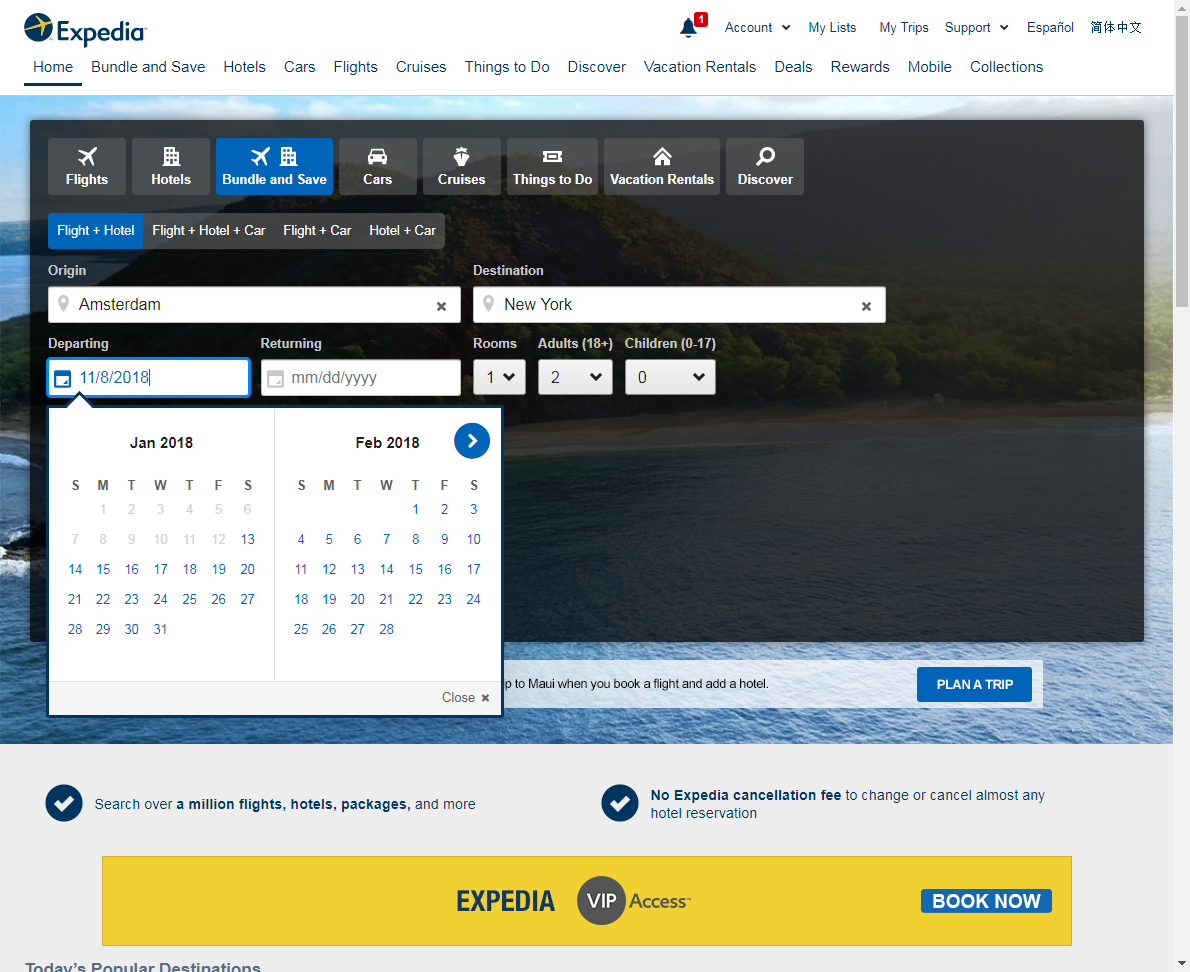 Expedia
1
Account My Lists My Trips Support Español 简体中文
Home Bundle and Save Hotels Cars Flights Cruises Things to Do Discover Vacation Rentals Deals Rewards Mobile Collections
Flights Hotels Bundle and Save Cars Cruises Things to Do Vacation Rentals Discover
Flight + Hotel Flight + Hotel + Car Flight + Car Hotel + Car
Origin Destination
Amsterdam × New York ×
Departing Returning Rooms Adults (18+) Children (0-17)
11/8/2018 mm/dd/yyyy 1 2 0
Jan 2018 Feb 2018
S M T W T F S S M T W T F S
1 2 3 4 5 6 1 2 3
7 8 9 10 11 12 13 4 5 6 7 8 9 10
14 15 16 17 18 19 20 11 12 13 14 15 16 17
21 22 23 24 25 26 27 18 19 20 21 22 23 24
28 29 30 31 25 26 27 28
Close ×
p to Maui when you book a flight and add a hotel. PLAN A TRIP
Search over a million flights, hotels, packages, and more
No Expedia cancellation fee to change or cancel almost any
hotel reservation
EXPEDIA VIP Access™ BOOK NOW
Today's Popular Destinations